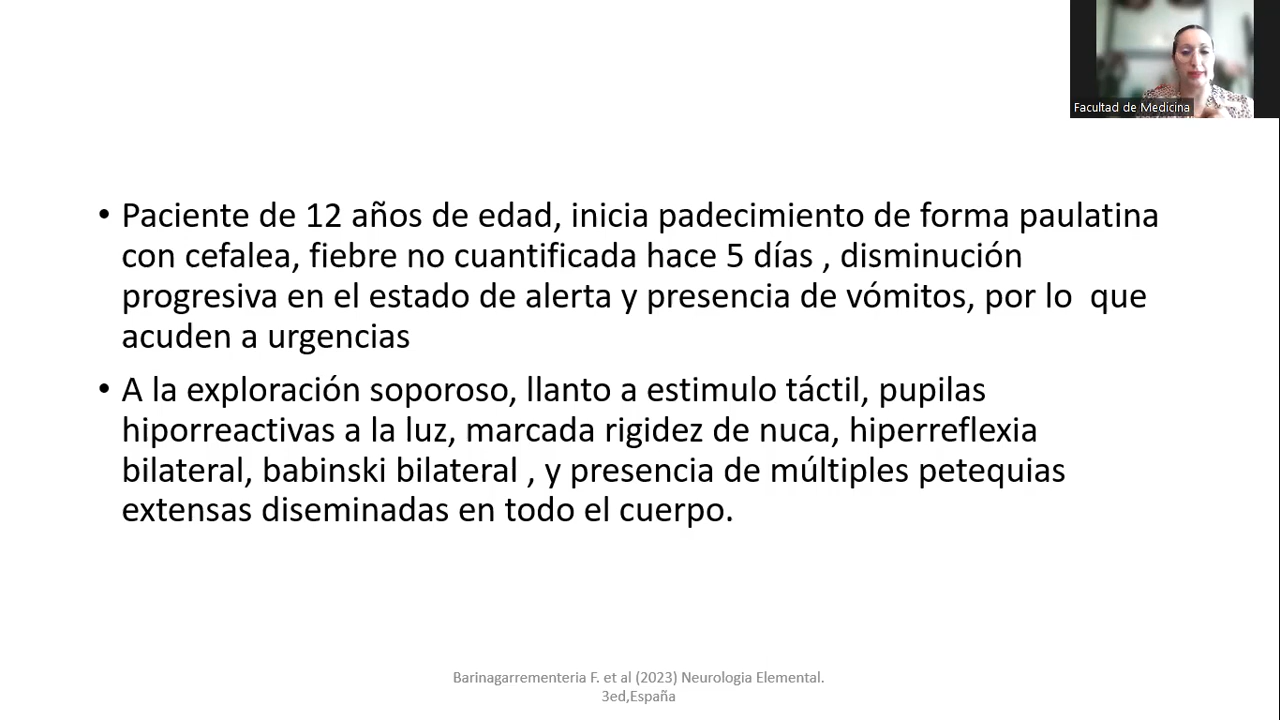 Facultad de Medicina
• Paciente de 12 años de edad, inicia padecimiento de forma paulatina
con cefalea, fiebre no cuantificada hace 5 días , disminución
progresiva en el estado de alerta y presencia de vómitos, por lo  que
acuden a urgencias
• A la exploración soporoso, llanto a estimulo táctil, pupilas
hiporreactivas a la luz, marcada rigidez de nuca, hiperreflexia
bilateral, babinski bilateral , y presencia de múltiples petequias
extensas diseminadas en todo el cuerpo.
Barinagarrementeria F. et al (2023) Neurologia Elemental.
3ed,España